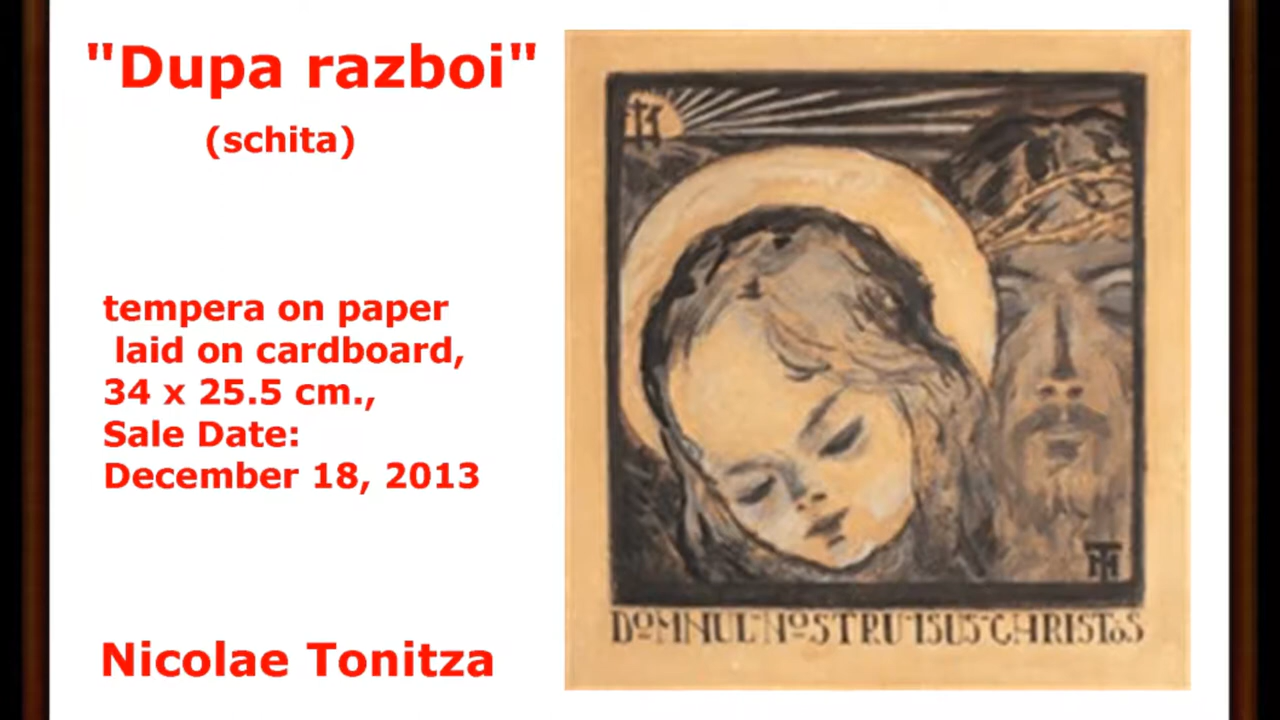 "Dupa razboi"
(schita)
tempera on paper
laid on cardboard,
34 x 25.5 cm.,
Sale Date:
December 18, 2013
Nicolae Tonitza
DOMNUL NOSTRU ISUS CHRISTOS